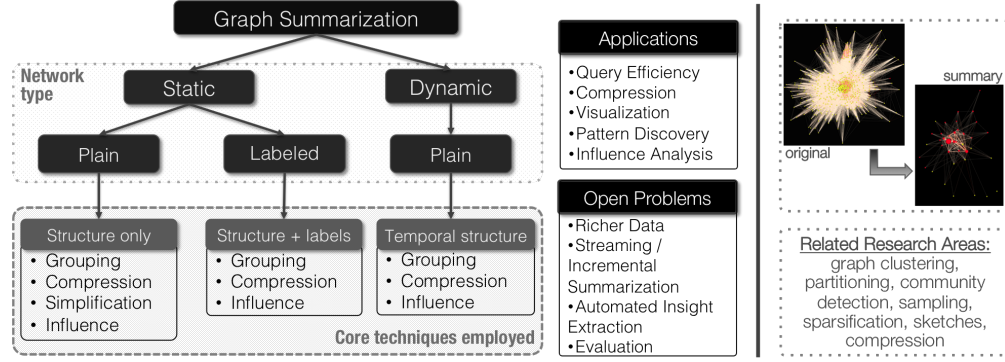 Graph Summarization
Network
type
Static
Dynamic
Plain
Labeled
Plain
Structure only
• Grouping
• Compression
• Simplification
• Influence
Structure + labels
• Grouping
• Compression
• Influence
Temporal structure
• Grouping
• Compression
• Influence
Core techniques employed
Applications
•Query Efficiency
•Compression
•Visualization
•Pattern Discovery
•Influence Analysis
Open Problems
•Richer Data
•Streaming /
Incremental
Summarization
•Automated Insight
Extraction
•Evaluation
original
summary
Related Research Areas:
graph clustering,
partitioning, community
detection, sampling,
sparsification, sketches,
compression